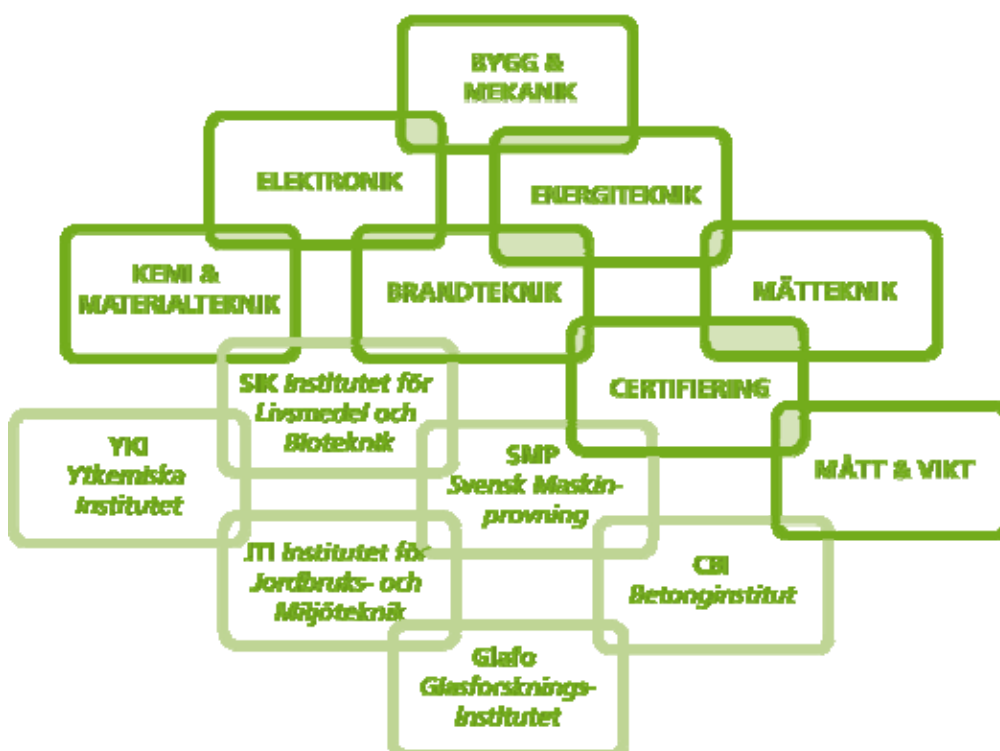 BYGG &
MEKANIK
ELEKTRONIK
ENERGITEKNIK
KEMI &
MATERIALTEKNIK
BRANDTEKNIK
MÄTTEKNIK
SIK Institutet för
Livsmedel och
Bioteknik
CERTIFIERING
YKI
Ytkemiska
Institutet
SMP
Svensk Maskin-
provning
MÅTT & VIKT
JTI Institutet för
Jordbruks- och
Miljöteknik
CBI
Betonginstitut
Glafo
Glasforsknings-
institutet